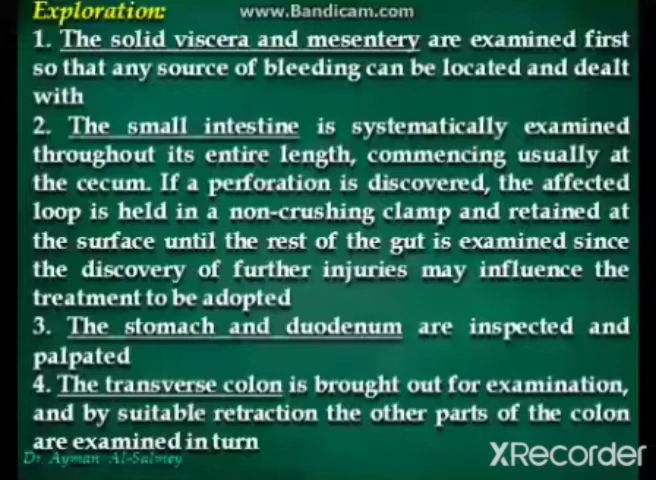 Exploration:
www.Bandicam.com
1. The solid viscera and mesentery are examined first
so that any source of bleeding can be located and dealt
with
2. The small intestine is systematically examined
throughout its entire length, commencing usually at
the cecum. If a perforation is discovered, the affected
loop is held in a non-crushing clamp and retained at
the surface until the rest of the gut is examined since
the discovery of further injuries may influence the
treatment to be adopted
3. The stomach and duodenum are inspected and
palpated
4. The transverse colon is brought out for examination,
and by suitable retraction the other parts of the colon
are examined in turn
Dr. Ayman Al-Salmey
XRecorder